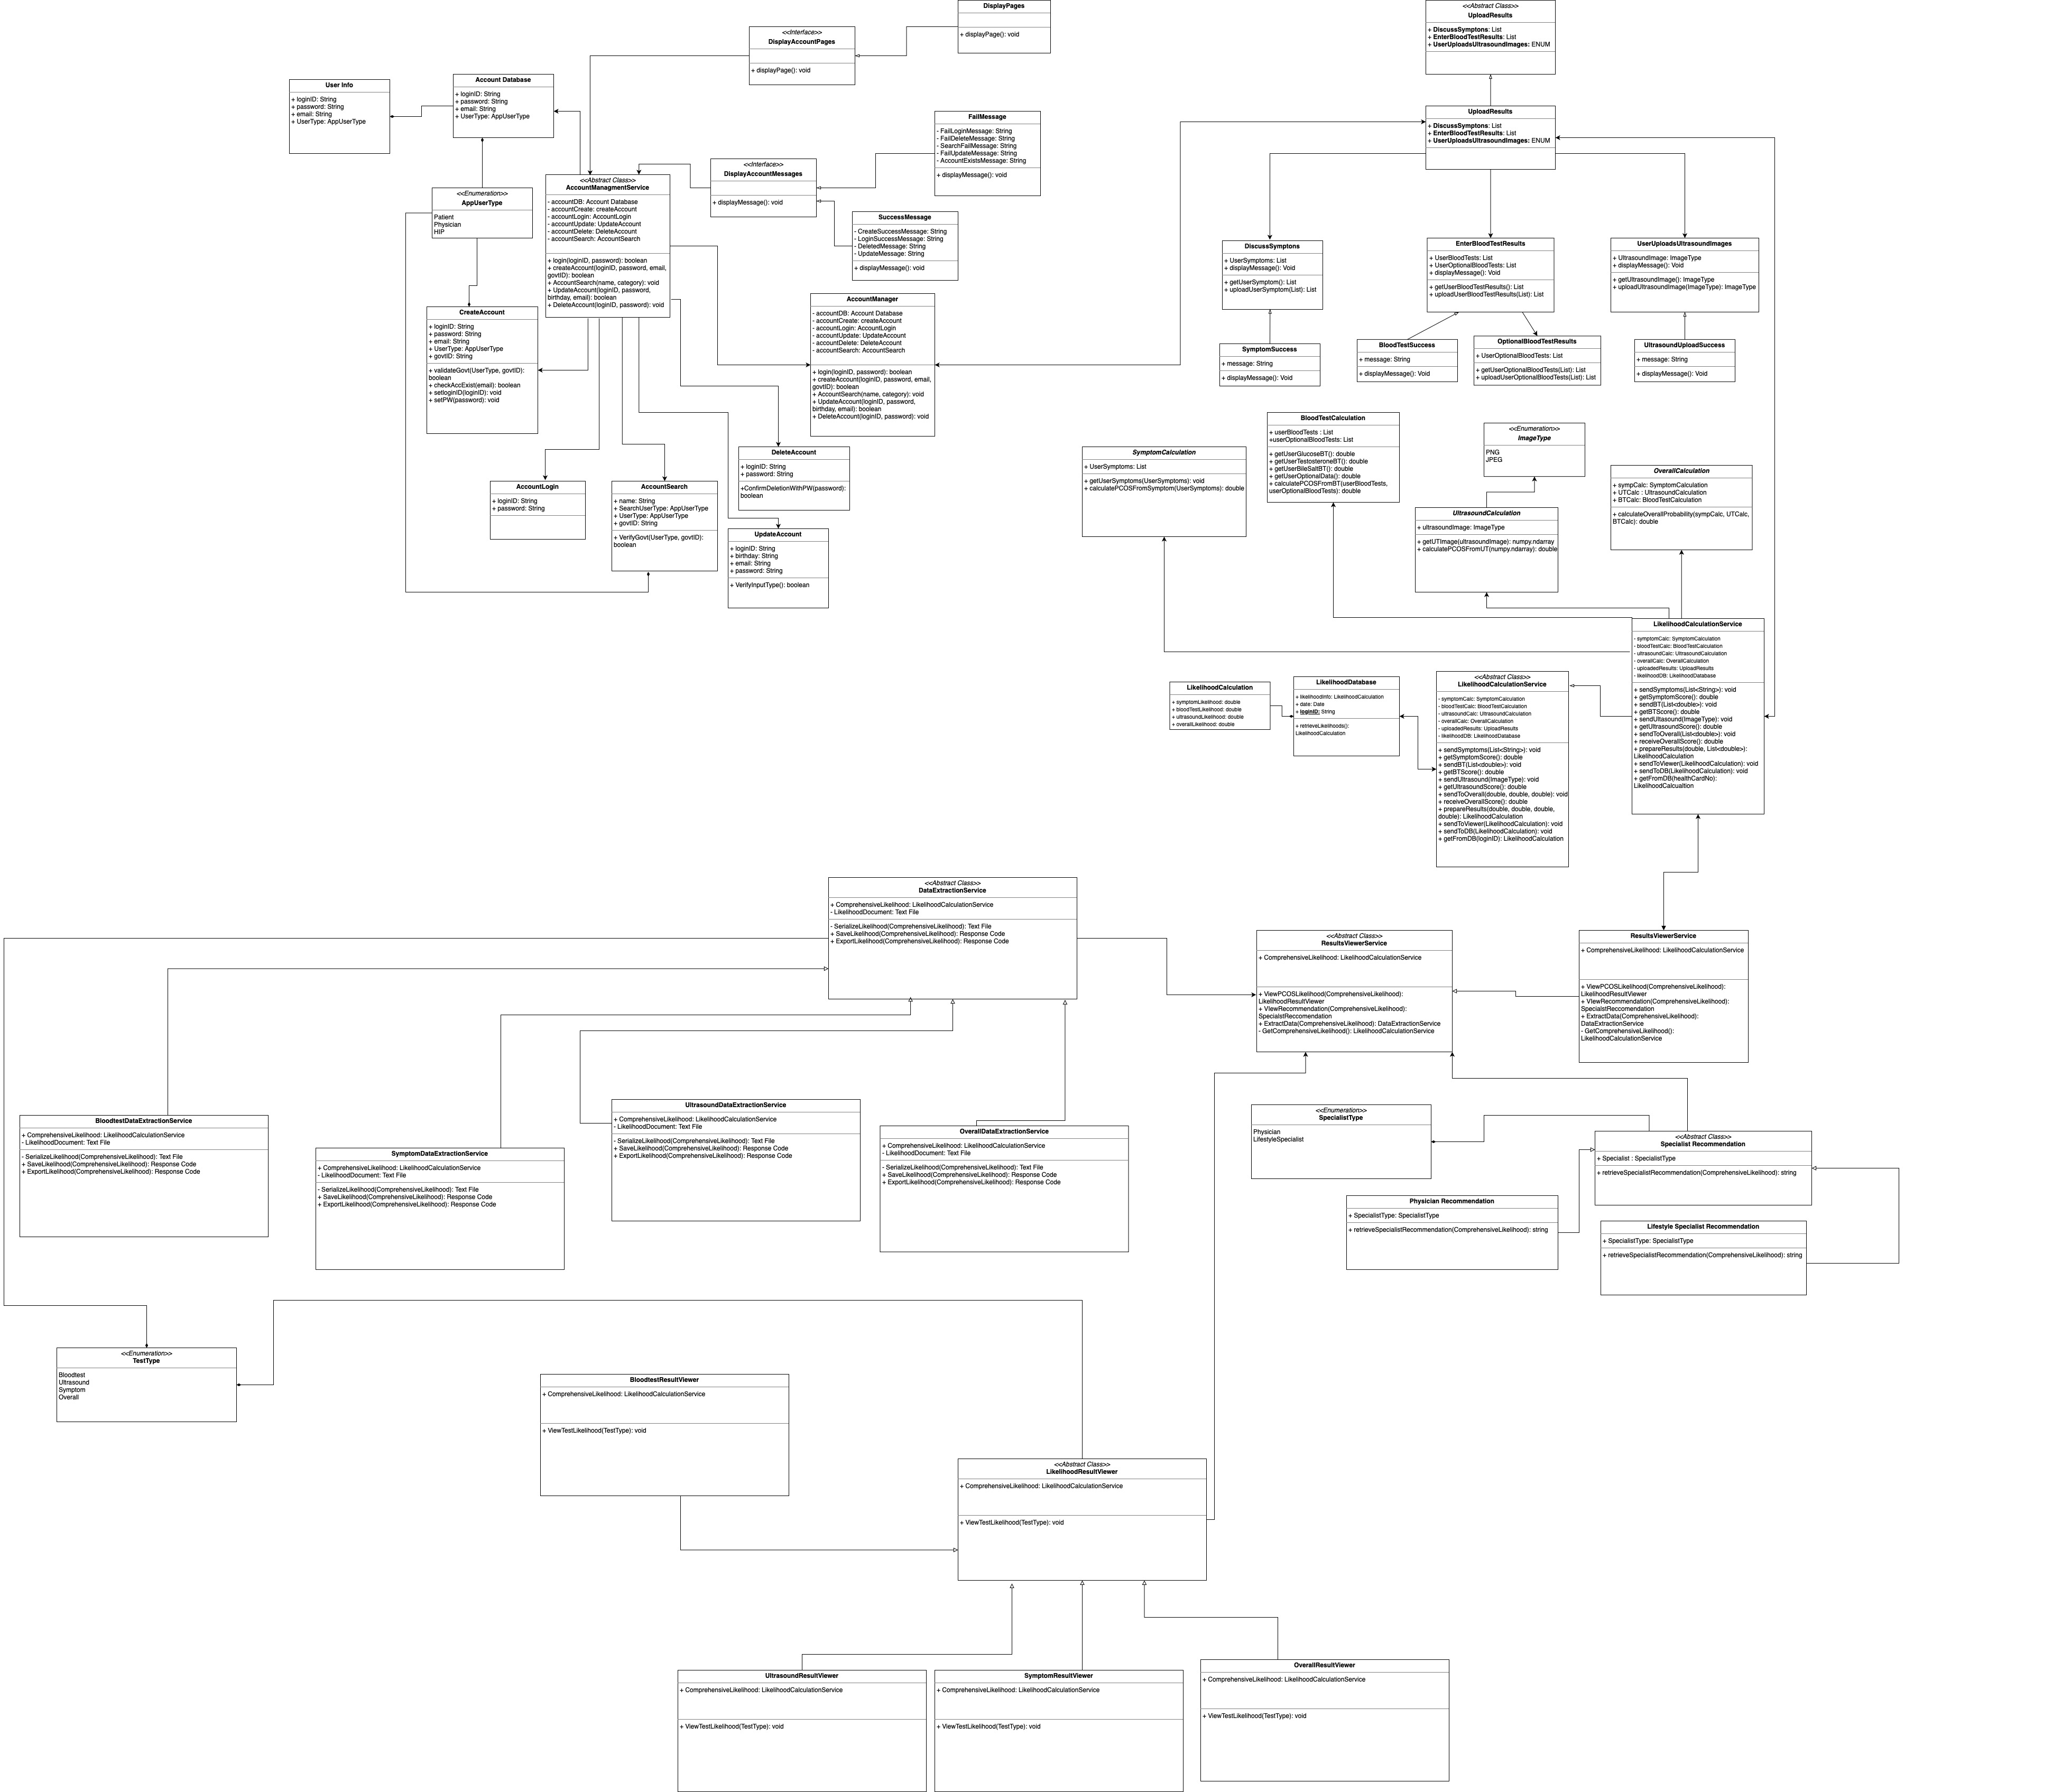 DisplayPages
+ displayPage(): void
<<Interface>>
DisplayAccountPages
+ displayPage(): void
<<Abstract Class>>
UploadResults
+ DiscussSymptons: List
+ EnterBloodTestResults: List
+ UserUploadsUltrasoundImages: ENUM
User Info
+ loginID: String
+ password: String
+ email: String
+ UserType: AppUserType
Account Database
+ loginID: String
+ password: String
+ email: String
+ UserType: AppUserType
UploadResults
+ DiscussSymptons: List
+ EnterBloodTestResults: List
+ UserUploadsUltrasoundImages: ENUM
FailMessage
- FailLoginMessage: String
- FailDeleteMessage: String
- SearchFailMessage: String
- FailUpdateMessage: String
- AccountExistsMessage: String
+ displayMessage(): void
<<Interface>>
DisplayAccountMessages
+ displayMessage(): void
<<Enumeration>>
AppUserType
Patient
Physician
HIP
<<Abstract Class>>
AccountManagmentService
- accountDB: Account Database
- accountCreate: createAccount
- accountLogin: AccountLogin
- accountUpdate: UpdateAccount
- accountDelete: DeleteAccount
- accountSearch: AccountSearch
+ login(loginID, password): boolean
+ createAccount(loginID, password, email,
govtID): boolean
+ AccountSearch(name, category): void
+ UpdateAccount(loginID, password,
birthday, email): boolean
+ DeleteAccount(loginID, password): void
SuccessMessage
- CreateSuccessMessage: String
- LoginSuccessMessage: String
- DeletedMessage: String
- UpdateMessage: String
+ displayMessage(): void
DiscussSymptons
+ UserSymptoms: List
+ displayMessage(): Void
+ getUserSymptom(): List
+ uploadUserSymptom(List): List
EnterBloodTestResults
+ UserBloodTests: List
+ UserOptionalBloodTests: List
+ displayMessage(): Void
+ getUserBloodTestResults(): List
+ uploadUserBloodTestResults(List): List
UserUploadsUltrasoundImages
+ UltrasoundImage: ImageType
+ displayMessage(): Void
+ getUltrasoundImage(): ImageType
+ uploadUltrasoundImage(ImageType): ImageType
AccountManager
- accountDB: Account Database
- accountCreate: createAccount
- accountLogin: AccountLogin
- accountUpdate: UpdateAccount
- accountDelete: DeleteAccount
- accountSearch: AccountSearch
+ login(loginID, password): boolean
+ createAccount(loginID, password, email,
govtID): boolean
+ AccountSearch(name, category): void
+ UpdateAccount(loginID, password,
birthday, email): boolean
+ DeleteAccount(loginID, password): void
CreateAccount
+ loginID: String
+ password: String
+ email: String
+ UserType: AppUserType
+ govtID: String
+ validateGovt(UserType, govtID):
boolean
+ checkAccExist(email): boolean
+ setloginID(loginID): void
+ setPW(password): void
SymptomSuccess
+ message: String
+ displayMessage(): Void
BloodTestSuccess
+ message: String
+ displayMessage(): Void
OptionalBloodTestResults
+ UserOptionalBloodTests: List
+ getUserOptionalBloodTests(List): List
+ uploadUserOptionalBloodTests(List): List
UltrasoundUploadSuccess
+ message: String
+ displayMessage(): Void
DeleteAccount
+ loginID: String
+ password: String
+ConfirmDeletionWithPW(password):
boolean
AccountLogin
+ loginID: String
+ password: String
AccountSearch
+ name: String
+ SearchUserType: AppUserType
+ UserType: AppUserType
+ govtID: String
+ VerifyGovt(UserType, govtID):
boolean
UpdateAccount
+ loginID: String
+ birthday: String
+ email: String
+ password: String
+ VerifyInputType(): boolean
SymptomCalculation
+ UserSymptoms: List
+ getUserSymptoms(UserSymptoms): void
+ calculatePCOSFromSymptom(UserSymptoms): double
BloodTestCalculation
+ userBloodTests : List
+userOptionalBloodTests: List
+ getUserGlucoseBT(): double
+ getUserTestosteroneBT(): double
+ getUserBileSaltBT(): double
+ getUserOptionalData(): double
+ calculatePCOSFromBT(userBloodTests,
userOptionalBloodTests): double
<<Enumeration>>
ImageType
PNG
JPEG
UltrasoundCalculation
+ ultrasoundImage: ImageType
+ getUTImage(ultrasoundImage): numpy.ndarray
+ calculatePCOSFromUT(numpy.ndarray): double
OverallCalculation
+ sympCalc: SymptomCalculation
+ UTCalc : UltrasoundCalculation
+ BTCalc: BloodTestCalculation
+ calculateOverallProbability(sympCalc, UTCalc,
BTCalc): double
LikelihoodCalculationService
- symptomCalc: SymptomCalculation
- bloodTestCalc: BloodTestCalculation
- ultrasoundCalc: UltrasoundCalculation
- overallCalc: OverallCalculation
- uploadedResults: UploadResults
- likelihoodDB: LikelihoodDatabase
+ sendSymptoms(List<String>): void
+ getSymptomScore(): double
+ sendBT(List<double>): void
+ getBTScore(): double
+ sendUltasound(ImageType): void
+ getUltrasoundScore(): double
+ sendToOverall(List<double>): void
+ receiveOverallScore(): double
+ prepareResults(double, List<double>):
LikelihoodCalculation
+ sendToViewer(LikelihoodCalculation): void
+ sendToDB(LikelihoodCalculation): void
+ getFromDB(healthCardNo):
LikelihoodCalcualtion
LikelihoodCalculation
+ symptomLikelihood: double
+ bloodTestLikelihood: double
+ ultrasoundLikelihood: double
+ overallLikelihood: double
LikelihoodDatabase
+ likelihoodInfo: LikelihoodCalculation
+ date: Date
+ loginID: String
+ retrieveLikelihoods():
LikelihoodCalculation
<<Abstract Class>>
LikelihoodCalculationService
- symptomCalc: SymptomCalculation
- bloodTestCalc: BloodTestCalculation
- ultrasoundCalc: UltrasoundCalculation
- overallCalc: OverallCalculation
- uploadedResults: UploadResults
- likelihoodDB: LikelihoodDatabase
+ sendSymptoms(List<String>): void
+ getSymptomScore(): double
+ sendBT(List<double>): void
+ getBTScore(): double
+ sendUltrasound(ImageType): void
+ getUltrasoundScore(): double
+ sendToOverall(double, double, double): void
+ receiveOverallScore(): double
+ prepareResults(double, double, double,
double): LikelihoodCalculation
+ sendToViewer(LikelihoodCalculation): void
+ sendToDB(LikelihoodCalculation): void
+ getFromDB(loginID): LikelihoodCalculation
<<Abstract Class>>
DataExtractionService
+ ComprehensiveLikelihood: LikelihoodCalculationService
- LikelihoodDocument: Text File
- SerializeLikelihood(ComprehensiveLikelihood): Text File
+ SaveLikelihood(ComprehensiveLikelihood): Response Code
+ ExportLikelihood(ComprehensiveLikelihood): Response Code
<<Abstract Class>>
ResultsViewerService
+ ComprehensiveLikelihood: LikelihoodCalculationService
+ ViewPCOSLikelihood(ComprehensiveLikelihood):
LikelihoodResultViewer
+ VIewRecommendation(ComprehensiveLikelihood):
SpecialistReccomendation
+ ExtractData(ComprehensiveLikelihood): DataExtractionService
- GetComprehensiveLikelihood(): LikelihoodCalculationService
ResultsViewerService
+ ComprehensiveLikelihood: LikelihoodCalculationService
+ ViewPCOSLikelihood(ComprehensiveLikelihood):
LikelihoodResultViewer
+ VIewRecommendation(ComprehensiveLikelihood):
SpecialstReccomendation
+ ExtractData(ComprehensiveLikelihood):
DataExtractionService
- GetComprehensiveLikelihood():
LikelihoodCalculationService
BloodtestDataExtractionService
+ ComprehensiveLikelihood: LikelihoodCalculationService
- LikelihoodDocument: Text File
- SerializeLikelihood(ComprehensiveLikelihood): Text File
+ SaveLikelihood(ComprehensiveLikelihood): Response Code
+ ExportLikelihood(ComprehensiveLikelihood): Response Code
SymptomDataExtractionService
+ ComprehensiveLikelihood: LikelihoodCalculationService
- LikelihoodDocument: Text File
- SerializeLikelihood(ComprehensiveLikelihood): Text File
+ SaveLikelihood(ComprehensiveLikelihood): Response Code
+ ExportLikelihood(ComprehensiveLikelihood): Response Code
UltrasoundDataExtractionService
+ ComprehensiveLikelihood: LikelihoodCalculationService
- LikelihoodDocument: Text File
- SerializeLikelihood(ComprehensiveLikelihood): Text File
+ SaveLikelihood(ComprehensiveLikelihood): Response Code
+ ExportLikelihood(ComprehensiveLikelihood): Response Code
OverallDataExtractionService
+ ComprehensiveLikelihood: LikelihoodCalculationService
- LikelihoodDocument: Text File
- SerializeLikelihood(ComprehensiveLikelihood): Text File
+ SaveLikelihood(ComprehensiveLikelihood): Response Code
+ ExportLikelihood(ComprehensiveLikelihood): Response Code
<<Enumeration>>
SpecialistType
Physician
LifestyleSpecialist
<<Abstract Class>>
Specialist Recommendation
+ Specialist : SpecialistType
+ retrieveSpecialistRecommendation(ComprehensiveLikelihood): string
Physician Recommendation
+ SpecialistType: SpecialistType
+ retrieveSpecialistRecommendation(ComprehensiveLikelihood): string
Lifestyle Specialist Recommendation
+ SpecialistType: SpecialistType
+ retrieveSpecialistRecommendation(ComprehensiveLikelihood): string
<<Enumeration>>
TestType
Bloodtest
Ultrasound
Symptom
Overall
BloodtestResultViewer
+ ComprehensiveLikelihood: LikelihoodCalculationService
+ ViewTestLikelihood(TestType): void
<<Abstract Class>>
LikelihoodResultViewer
+ ComprehensiveLikelihood: LikelihoodCalculationService
+ ViewTestLikelihood(TestType): void
UltrasoundResultViewer
+ ComprehensiveLikelihood: LikelihoodCalculationService
+ ViewTestLikelihood(TestType): void
SymptomResultViewer
+ ComprehensiveLikelihood: LikelihoodCalculationService
+ ViewTestLikelihood(TestType): void
OverallResultViewer
+ ComprehensiveLikelihood: LikelihoodCalculationService
+ ViewTestLikelihood(TestType): void